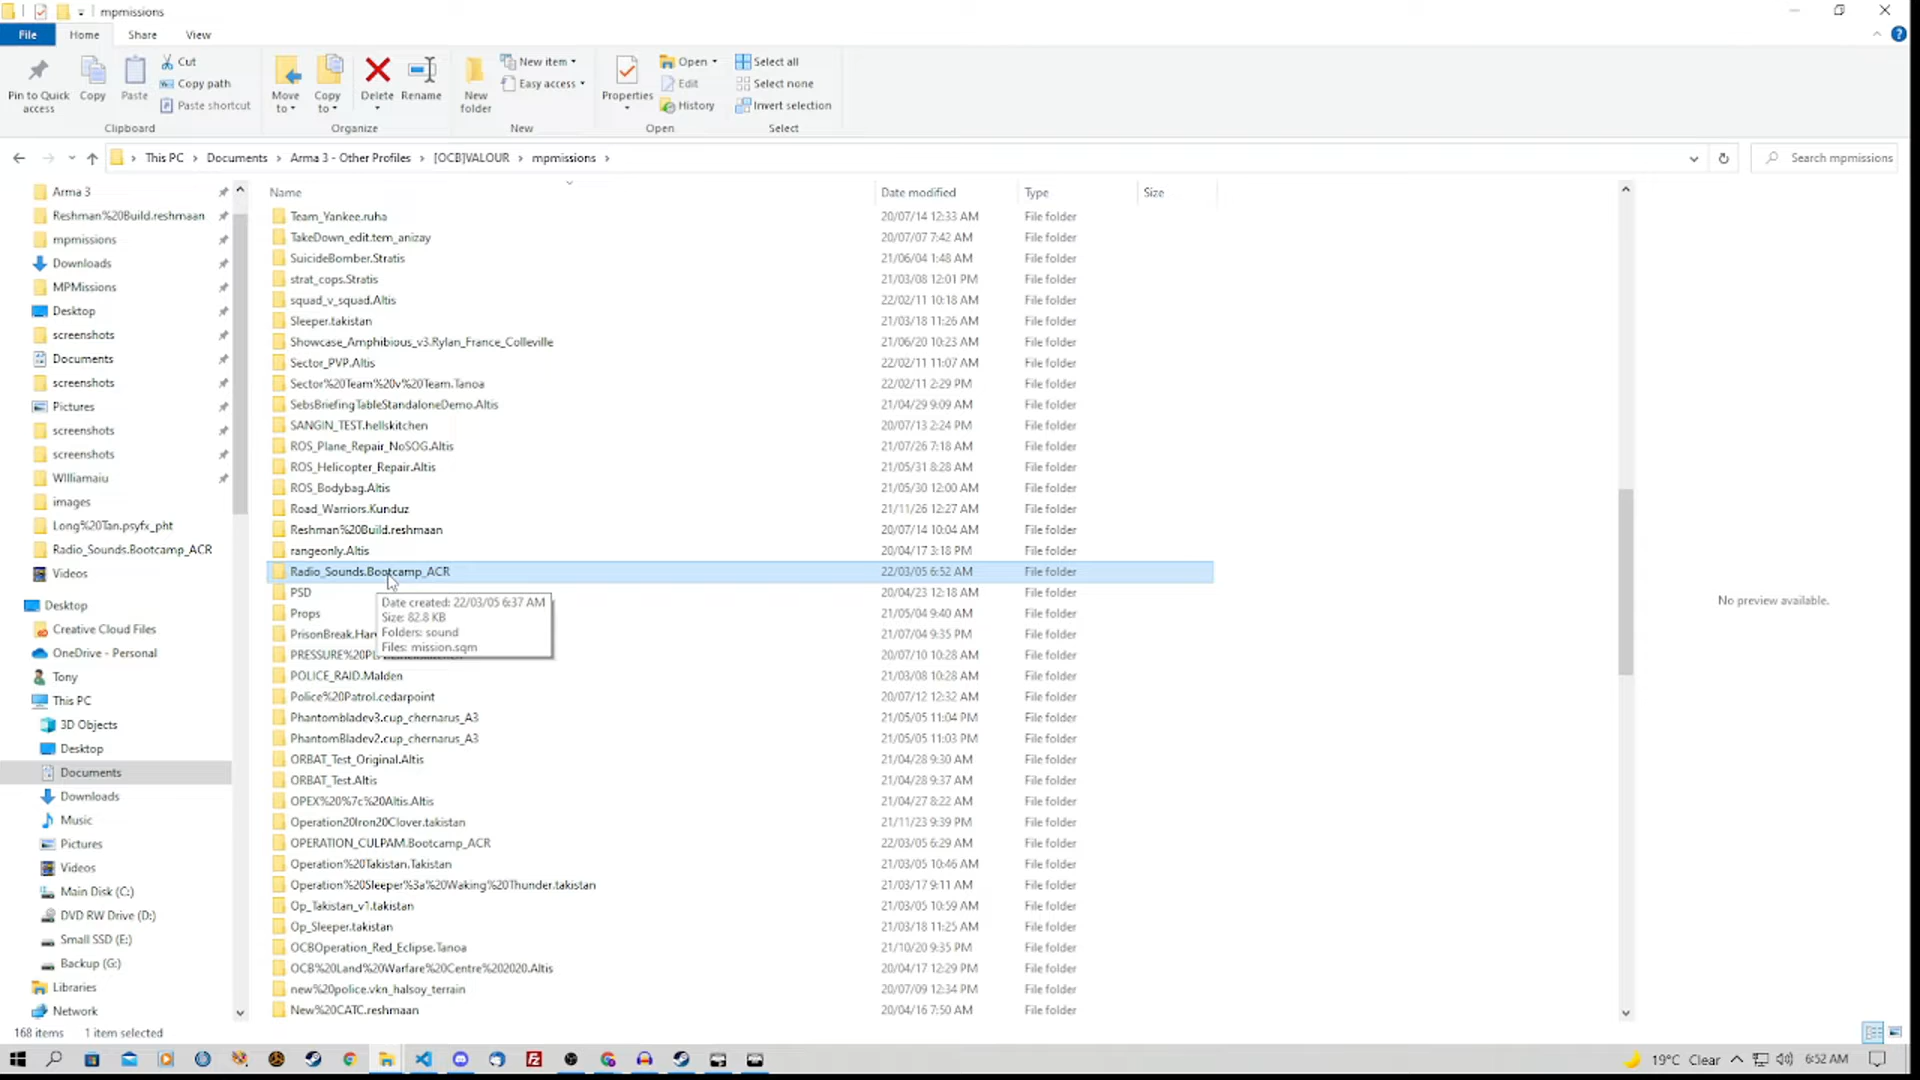 mpmissions
File Home Share View
Pin to Quick access
Copy
Paste
Cut
Copy path
Paste shortcut
Clipboard
Move to
Copy to
Delete
Rename
Organize
New folder
New item
Easy access
New
Properties
Open
Edit
History
Open
Select all
Select none
Invert selection
Select
This PC > Documents > Arma 3 - Other Profiles > [OCB]VALOUR > mpmissions >
Search mpmissions
Arma 3
Reshman%20Build.reshmaan
mpmissions
Downloads
MPMissions
Desktop
screenshots
Documents
screenshots
Pictures
screenshots
screenshots
WIlliamaiu
images
Long%20Tan.psyfx_pht
Radio_Sounds.Bootcamp_ACR
Videos
Desktop
Creative Cloud Files
OneDrive - Personal
Tony
This PC
3D Objects
Desktop
Documents
Downloads
Music
Pictures
Videos
Main Disk (C:)
DVD RW Drive (D:)
Small SSD (E:)
Backup (G:)
Libraries
Network
Name Date modified Type Size
Team_Yankee.ruha 20/07/14 12:33 AM File folder
TakeDown_edit.tem_anizay 20/07/07 7:42 AM File folder
SuicideBomber.Stratis 21/06/04 1:48 AM File folder
strat_cops.Stratis 21/03/08 12:01 PM File folder
squad_v_squad.Altis 22/02/11 10:18 AM File folder
Sleeper.takistan 21/03/18 11:26 AM File folder
Showcase_Amphibious_v3.Rylan_France_Colleville 21/06/20 10:23 AM File folder
Sector_PVP.Altis 22/02/11 11:07 AM File folder
Sector%20Team%20v%20Team.Tanoa 22/02/11 2:29 PM File folder
SebsBriefingTableStandaloneDemo.Altis 21/04/29 9:09 AM File folder
SANGIN_TEST.hellskitchen 20/07/13 2:24 PM File folder
ROS_Plane_Repair_NoSOG.Altis 21/07/26 7:18 AM File folder
ROS_Helicopter_Repair.Altis 21/05/31 8:28 AM File folder
ROS_Bodybag.Altis 21/05/30 12:00 AM File folder
Road_Warriors.Kunduz 21/11/26 12:27 AM File folder
Reshman%20Build.reshmaan 20/07/14 10:04 AM File folder
rangeonly.Altis 20/04/17 3:18 PM File folder
Radio_Sounds.Bootcamp_ACR 22/03/05 6:52 AM File folder
PSD 20/04/23 12:18 AM File folder
Props 21/05/04 9:40 AM File folder
PrisonBreak.Har 21/07/04 9:35 PM File folder
PRESSURE%20P 20/07/10 10:28 AM File folder
Date created: 22/03/05 6:37 AM
Size: 82.8 KB
Folders: sound
Files: mission.sqm
POLICE_RAID.Malden 21/03/08 10:28 AM File folder
Police%20Patrol.cedarpoint 20/07/12 12:32 AM File folder
Phantombladev3.cup_chernarus_A3 21/05/05 11:04 PM File folder
PhantomBladev2.cup_chernarus_A3 21/05/05 11:03 PM File folder
ORBAT_Test_Original.Altis 21/04/28 9:30 AM File folder
ORBAT_Test.Altis 21/04/28 9:37 AM File folder
OPEX%20%7c%20Altis.Altis 21/04/27 8:22 AM File folder
Operation20Iron20Clover.takistan 21/11/23 9:39 PM File folder
OPERATION_CULPAM.Bootcamp_ACR 22/03/05 6:29 AM File folder
Operation%20Takistan.Takistan 21/03/05 10:46 AM File folder
Operation%20Sleeper%3a%20Waking%20Thunder.takistan 21/03/17 9:11 AM File folder
Op_Takistan_v1.takistan 21/03/05 10:59 AM File folder
Op_Sleeper.takistan 21/03/18 11:25 AM File folder
OCBOperation_Red_Eclipse.Tanoa 21/10/20 9:35 PM File folder
OCB%20Land%20Warfare%20Centre%202020.Altis 20/04/17 12:29 PM File folder
new%20police.vkn_halsoy_terrain 20/07/09 12:34 PM File folder
New%20CATC.reshmaan 20/04/16 7:50 AM File folder
No preview available.
168 items 1 item selected
19°C Clear 6:52 AM